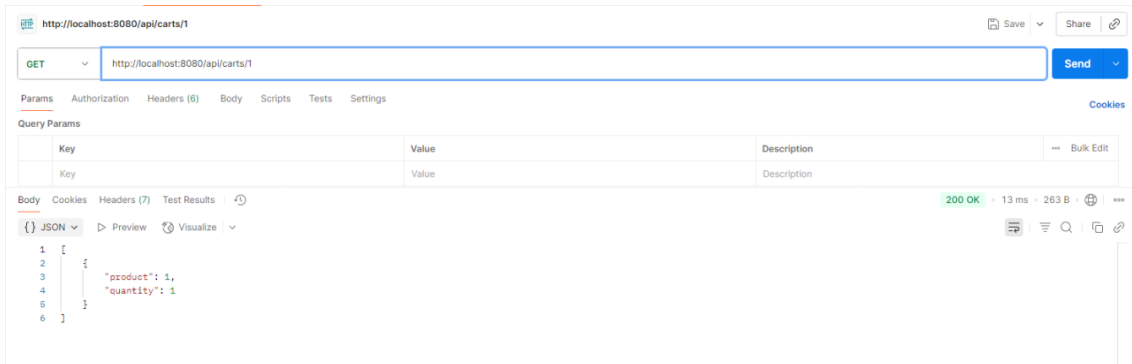 HTTP http://localhost:8080/api/carts/1 Save Share
GET http://localhost:8080/api/carts/1 Send
Params Authorization Headers (6) Body Scripts Tests Settings Cookies
Query Params
Key Value Description Bulk Edit
Key Value Description
Body Cookies Headers (7) Test Results 200 OK 13 ms 263 B
{} JSON Preview Visualize
1 [
2 {
3 "product": 1,
4 "quantity": 1
5 }
6 ]